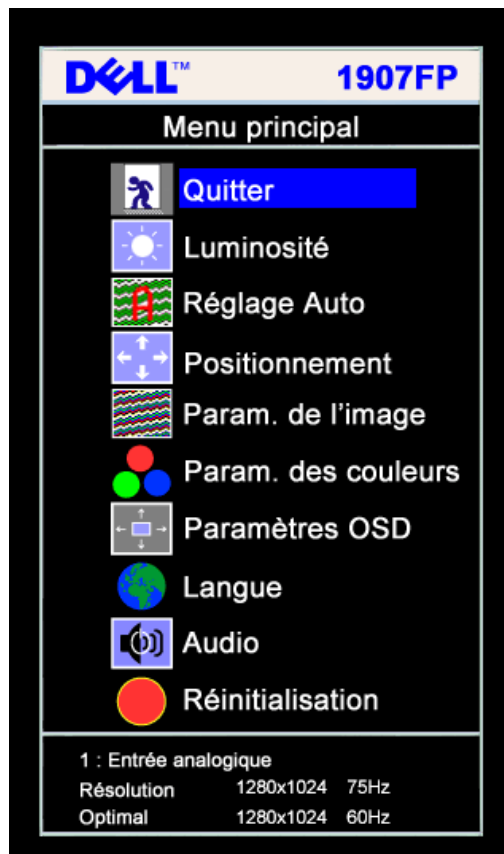 DELL™ 1907FP
Menu principal
Quitter
Luminosité
Réglage Auto
Positionnement
Param. de l'image
Param. des couleurs
Paramètres OSD
Langue
Audio
Réinitialisation
1 : Entrée analogique
Résolution 1280x1024 75Hz
Optimal 1280x1024 60Hz